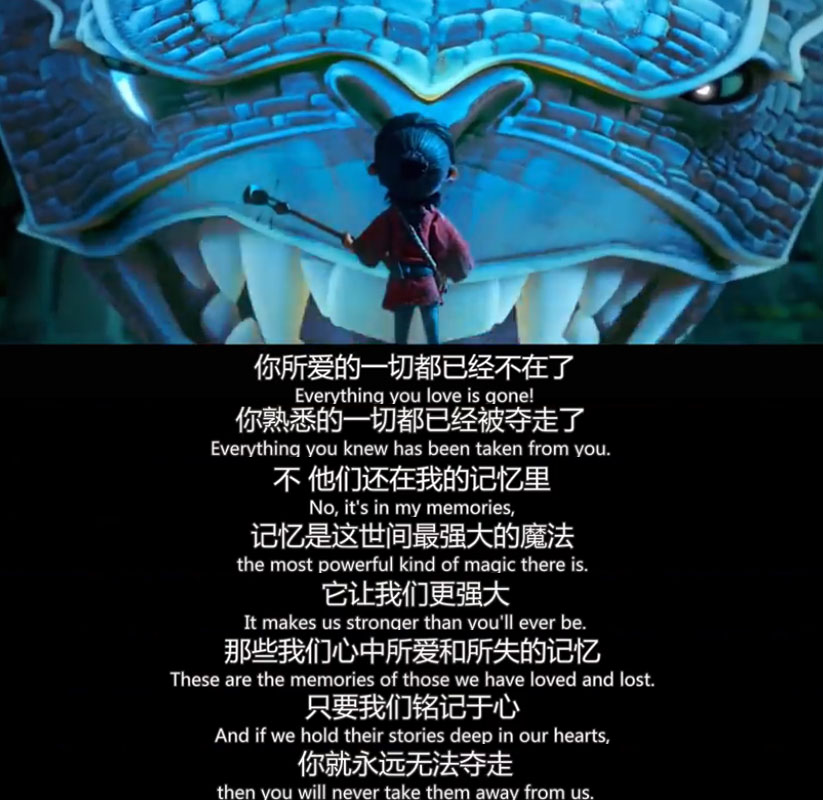 你所爱的一切都已经不在了
Everything you love is gone!
你熟悉的一切都已经被夺走了
Everything you knew has been taken from you.
不 他们还在我的记忆里
No, it's in my memories,
记忆是这世间最强大的魔法
the most powerful kind of magic there is.
它让我们更强大
It makes us stronger than you'll ever be.
那些我们心中所爱和所失的记忆
These are the memories of those we have loved and lost.
只要我们铭记于心
And if we hold their stories deep in our hearts,
你就永远无法夺走
then you will never take them away from us.